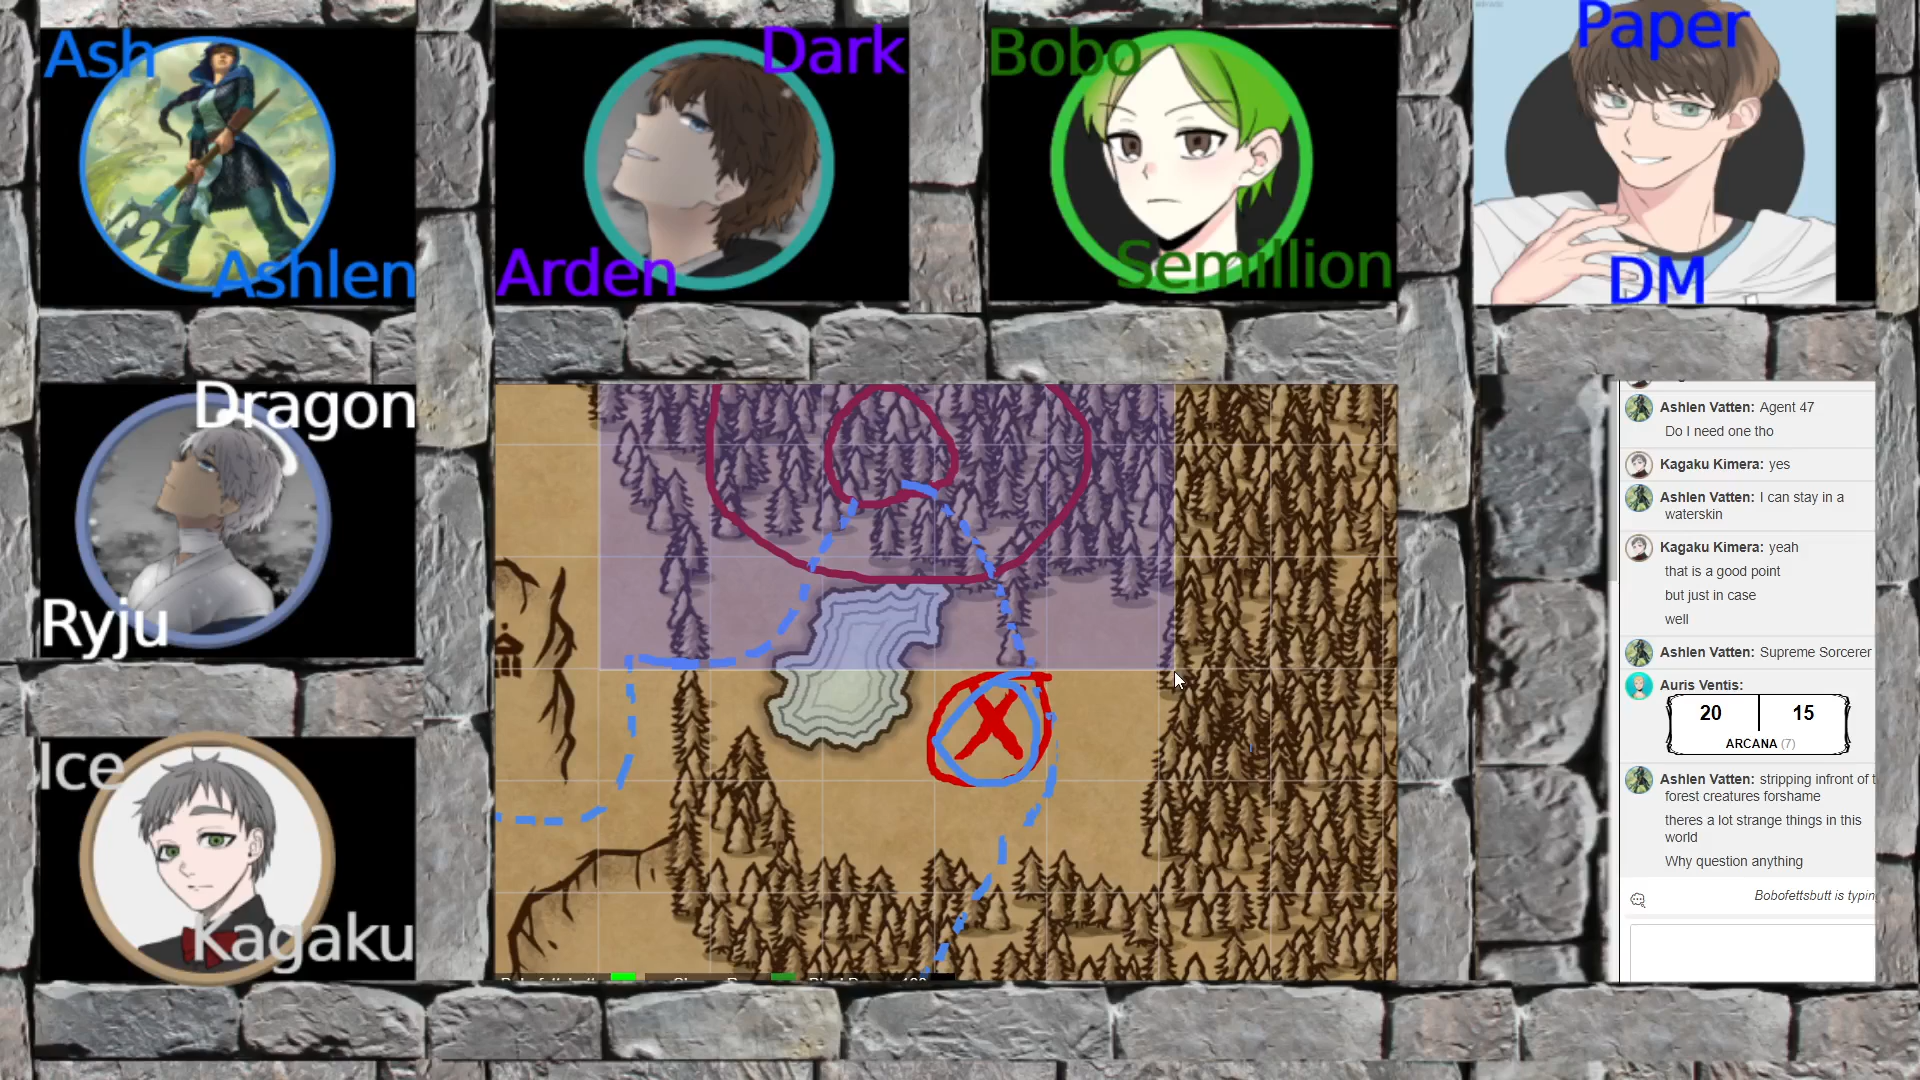 Ash
Ashlen
Dark
Arden
Bobo
Semillion
Paper
DM
Dragon
Ryju
Ice
Kagaku
Ashlen Vatten: Agent 47
Do I need one tho
Kagaku Kimera: yes
Ashlen Vatten: I can stay in a
waterskin
Kagaku Kimera: yeah
that is a good point
but just in case
well
Ashlen Vatten: Supreme Sorcerer
Auris Ventis:
20 15
ARCANA (7)
Ashlen Vatten: stripping infront of t
forest creatures forshame
theres a lot strange things in this
world
Why question anything
Bobofettsbutt is typing